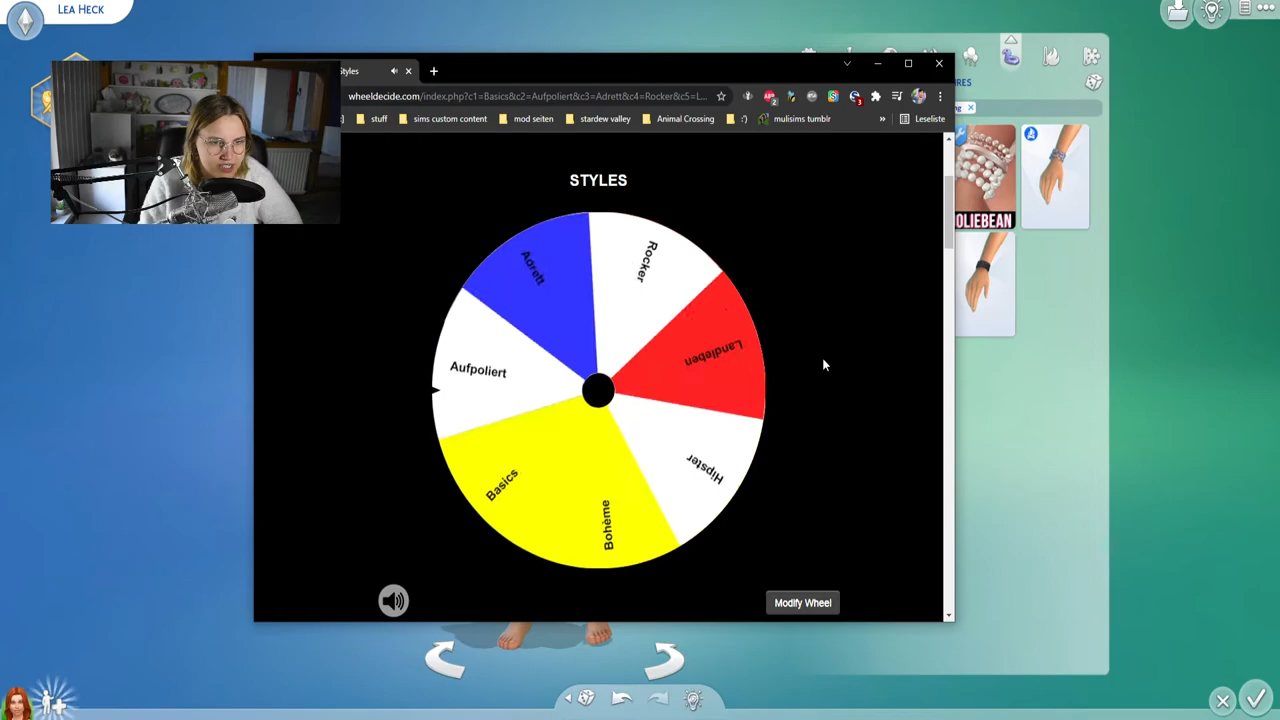 LEA HECK
tyles
wheeldecide.com/index.php?c1=Basics&c2=Aufpoliert&c3=Adrett&c4=Rocker&c5=L...
stuff
sims custom content
mod seiten
stardew valley
Animal Crossing
:')
mulisims tumblr
»
Leseliste
STYLES
Adrett
Rocker
Landleben
Aufpoliert
Hipster
Basics
Bohème
Modify Wheel
OLIEBEAN